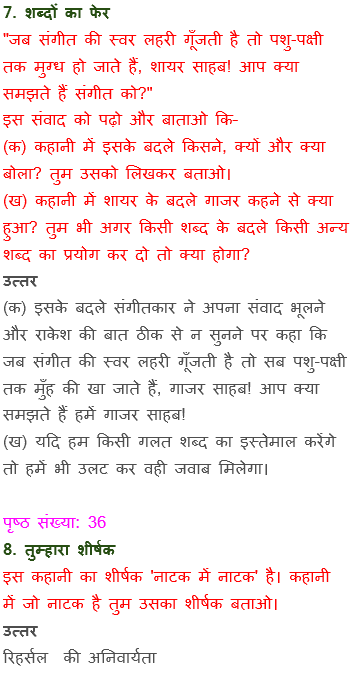 7. शब्दों का फेर
"जब संगीत की स्वर लहरी गूँजती है तो पशु-पक्षी
तक मुग्ध हो जाते हैं, शायर साहब! आप क्या
समझते हैं संगीत को?"
इस संवाद को पढ़ो और बताओ कि-
(क) कहानी में इसके बदले किसने, क्यों और क्या
बोला? तुम उसको लिखकर बताओ।
(ख) कहानी में शायर के बदले गाजर कहने से क्या
हुआ? तुम भी अगर किसी शब्द के बदले किसी अन्य
शब्द का प्रयोग कर दो तो क्या होगा?
उत्तर
(क) इसके बदले संगीतकार ने अपना संवाद भूलने
और राकेश की बात ठीक से न सुनने पर कहा कि
जब संगीत की स्वर लहरी गूँजती है तो सब पशु-पक्षी
तक मुँह की खा जाते हैं, गाजर साहब! आप क्या
समझते हैं हमें गाजर साहब!
(ख) यदि हम किसी गलत शब्द का इस्तेमाल करेंगे
तो हमें भी उलट कर वही जवाब मिलेगा।
पृष्ठ संख्या: 36
8. तुम्हारा शीर्षक
इस कहानी का शीर्षक 'नाटक में नाटक' है। कहानी
में जो नाटक है तुम उसका शीर्षक बताओ।
उत्तर
रिहर्सल की अनिवार्यता